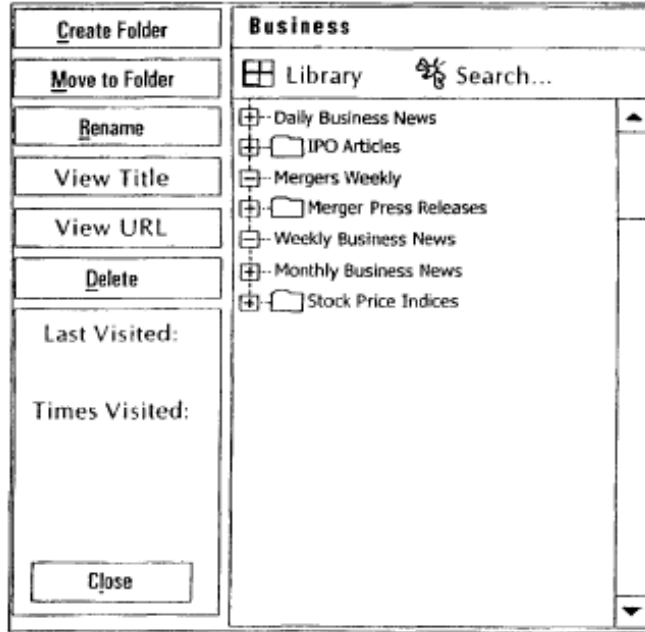 Create Folder
Move to Folder
Rename
View Title
View URL
Delete
Last Visited:
Times Visited:
Close
Business
Library
Search...
Daily Business News
IPO Articles
Mergers Weekly
Merger Press Releases
Weekly Business News
Monthly Business News
Stock Price Indices